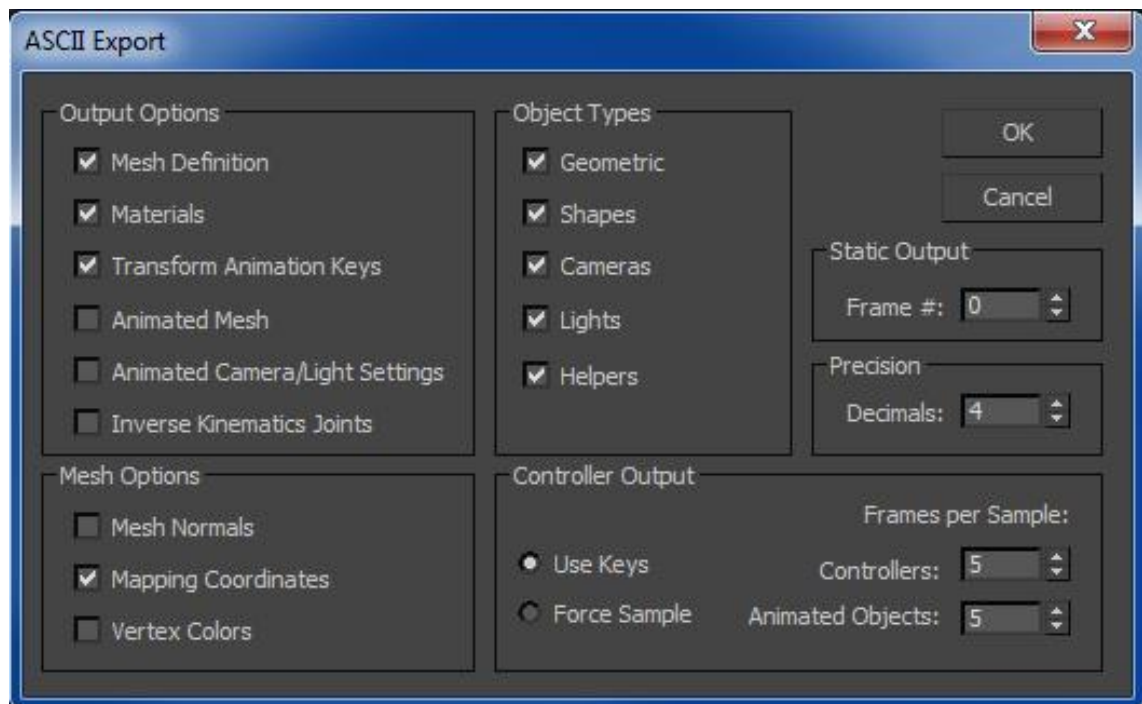 ASCII Export
Output Options
Mesh Definition
Materials
Transform Animation Keys
Animated Mesh
Animated Camera/Light Settings
Inverse Kinematics Joints
Mesh Options
Mesh Normals
Mapping Coordinates
Vertex Colors
Object Types
Geometric
Shapes
Cameras
Lights
Helpers
OK
Cancel
Static Output
Frame #: 0
Precision
Decimals: 4
Controller Output
Use Keys
Force Sample
Frames per Sample:
Controllers: 5
Animated Objects: 5